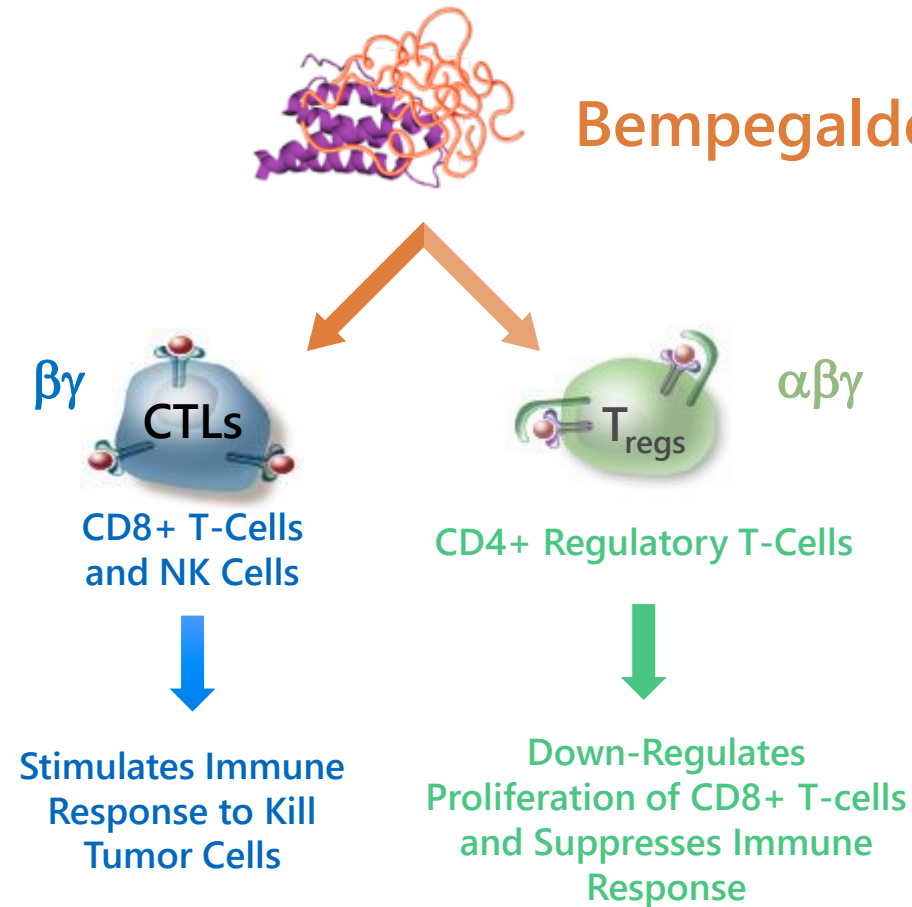 Bempegalde
βγ
CTLs
αβγ
Tregs
CD8+ T-Cells
and NK Cells
CD4+ Regulatory T-Cells
Stimulates Immune
Response to Kill
Tumor Cells
Down-Regulates
Proliferation of CD8+ T-cells
and Suppresses Immune
Response